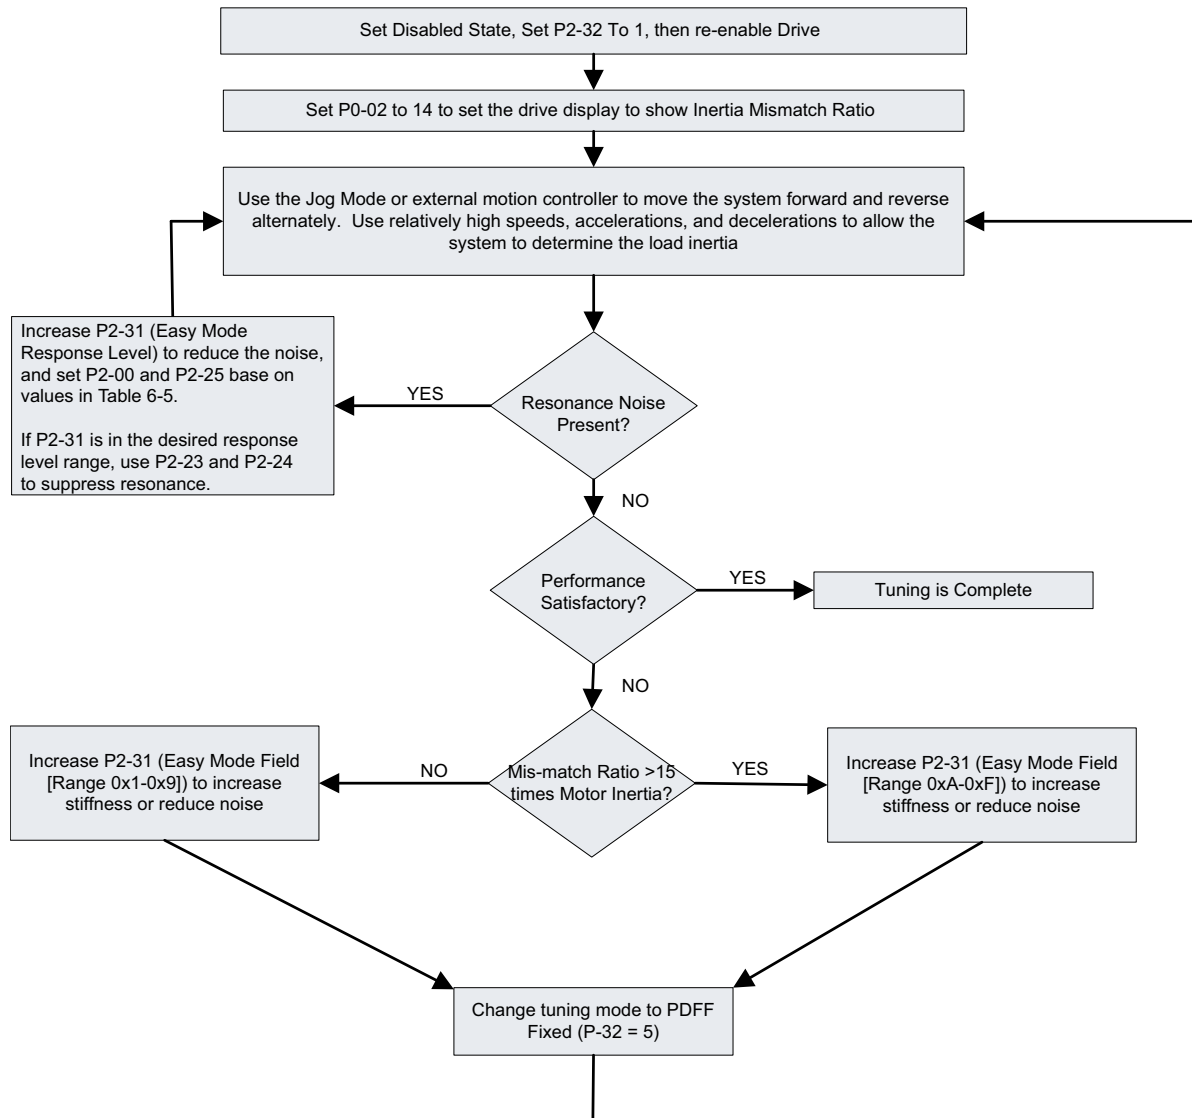 Set Disabled State, Set P2-32 To 1, then re-enable Drive
Set P0-02 to 14 to set the drive display to show Inertia Mismatch Ratio
Use the Jog Mode or external motion controller to move the system forward and reverse
alternately.  Use relatively high speeds, accelerations, and decelerations to allow the
system to determine the load inertia
Increase P2-31 (Easy Mode
Response Level) to reduce the noise,
and set P2-00 and P2-25 base on
values in Table 6-5.
If P2-31 is in the desired response
level range, use P2-23 and P2-24
to suppress resonance.
YES
Resonance Noise
Present?
NO
Performance
Satisfactory?
YES
Tuning is Complete
NO
Increase P2-31 (Easy Mode Field
[Range 0x1-0x9]) to increase
stiffness or reduce noise
NO
Mis-match Ratio >15
times Motor Inertia?
YES
Increase P2-31 (Easy Mode Field
[Range 0xA-0xF]) to increase
stiffness or reduce noise
Change tuning mode to PDFF
Fixed (P-32 = 5)